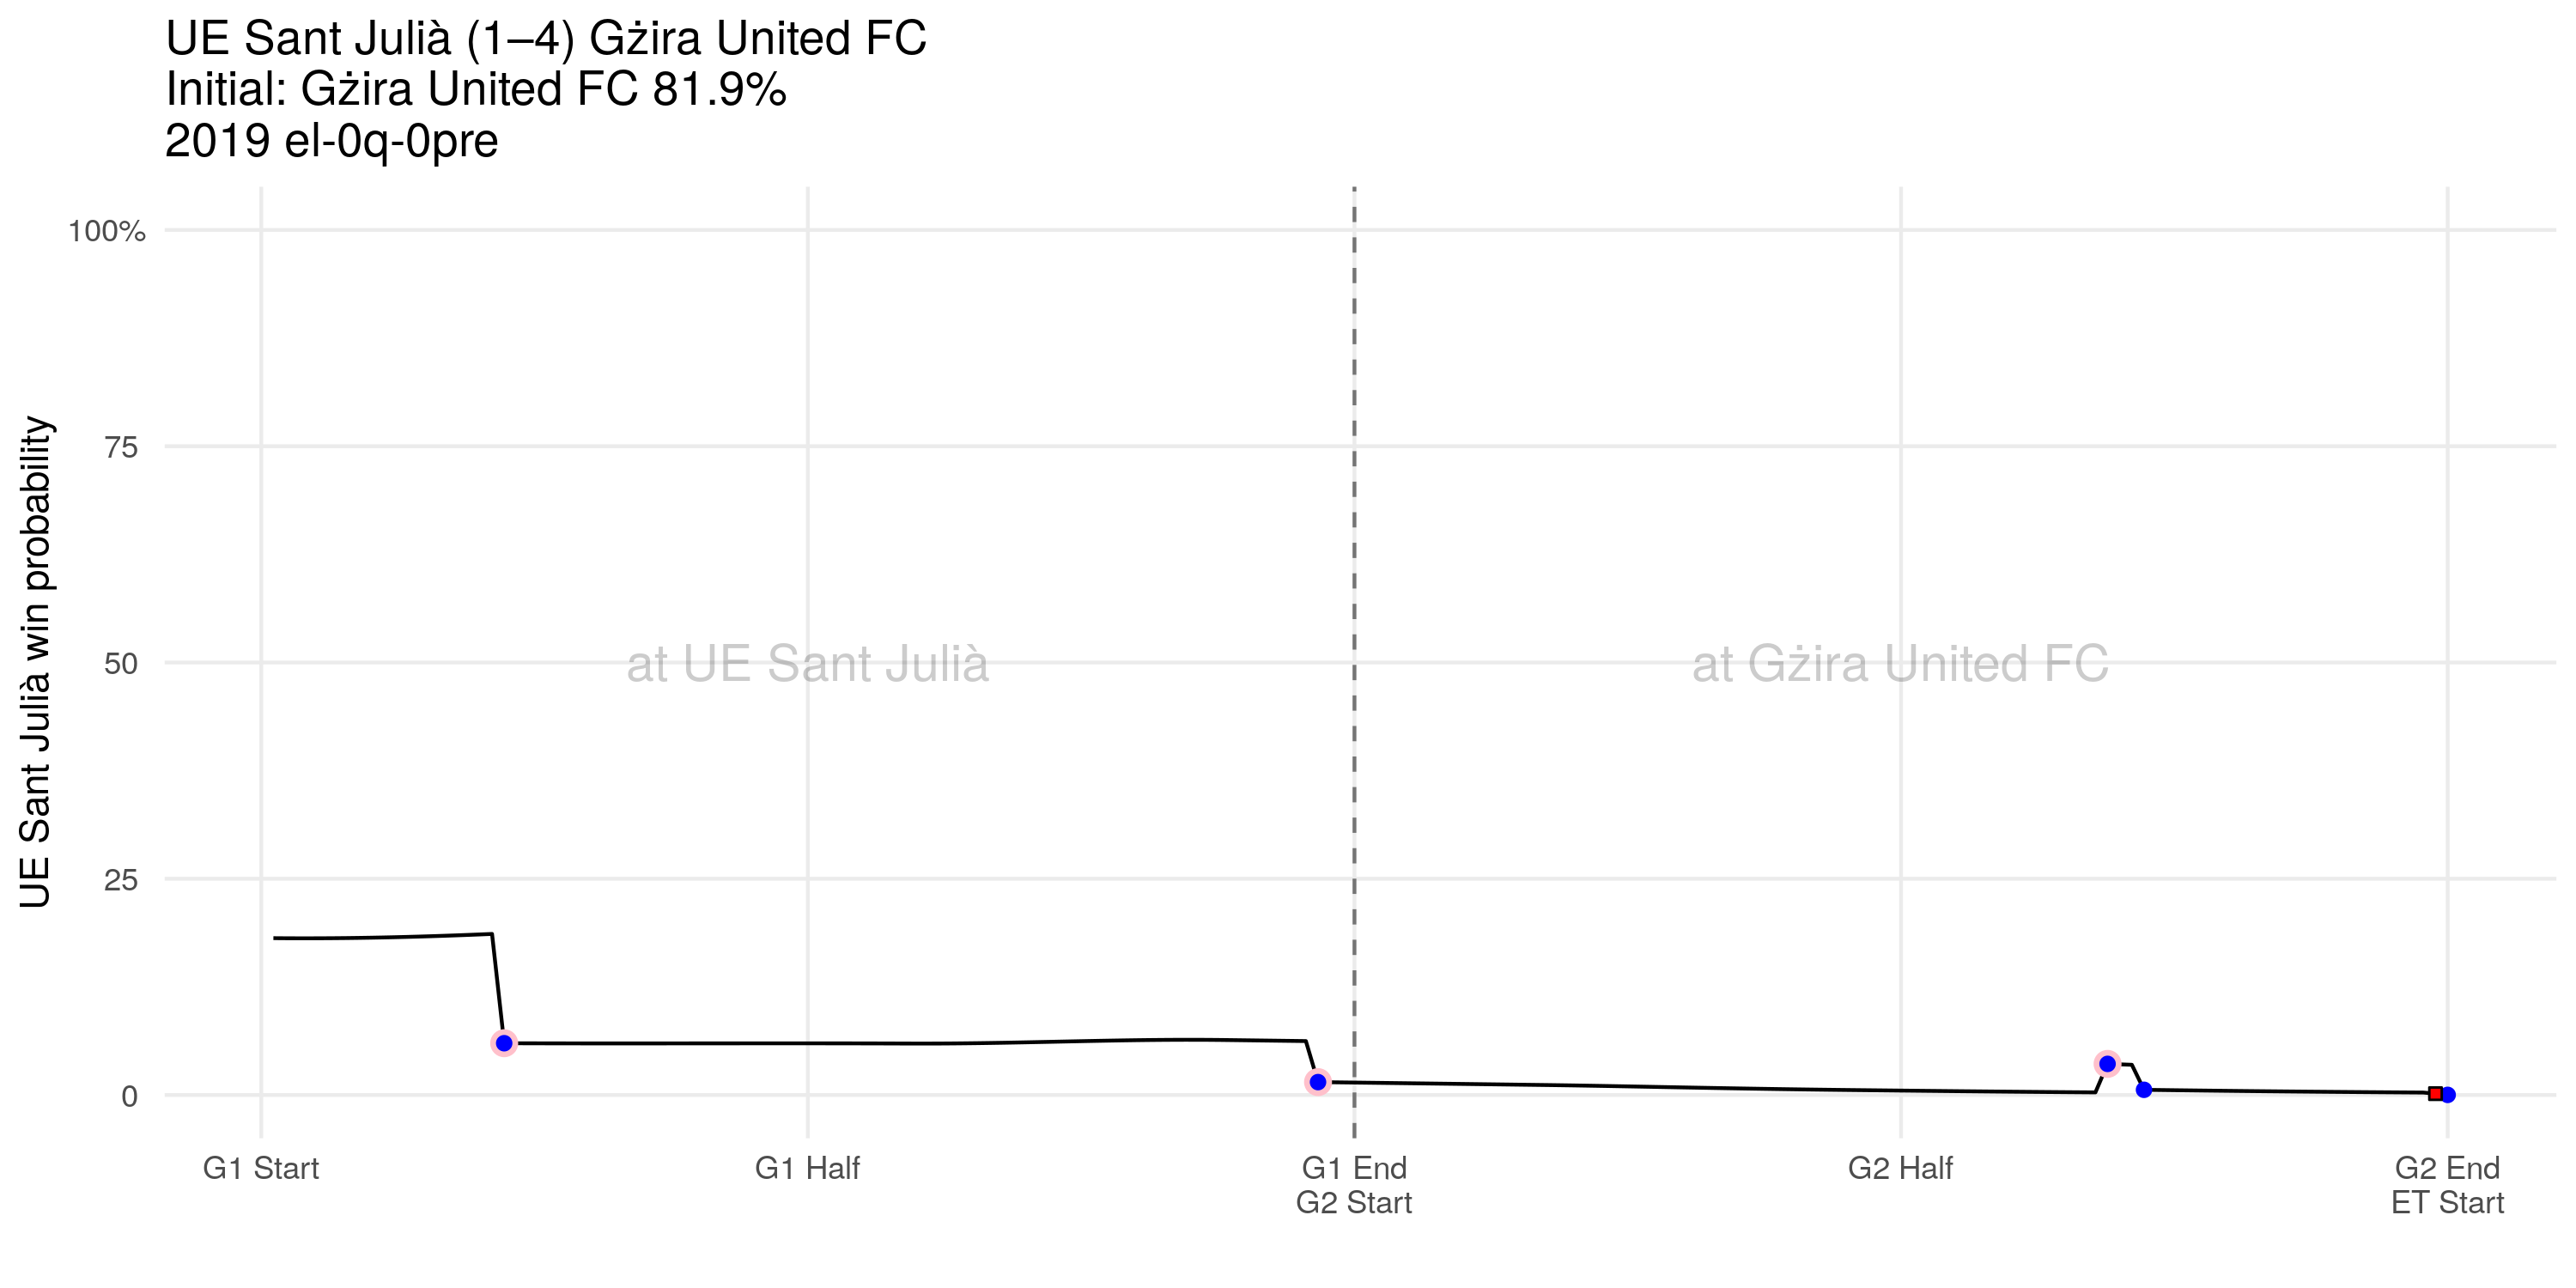 UE Sant Julià (1–4) Gżira United FC
Initial: Gżira United FC 81.9%
2019 el-0q-0pre
UE Sant Julià win probability
100%
75
50
25
0
at UE Sant Julià
at Gżira United FC
G1 Start
G1 Half
G1 End
G2 Start
G2 Half
G2 End
ET Start